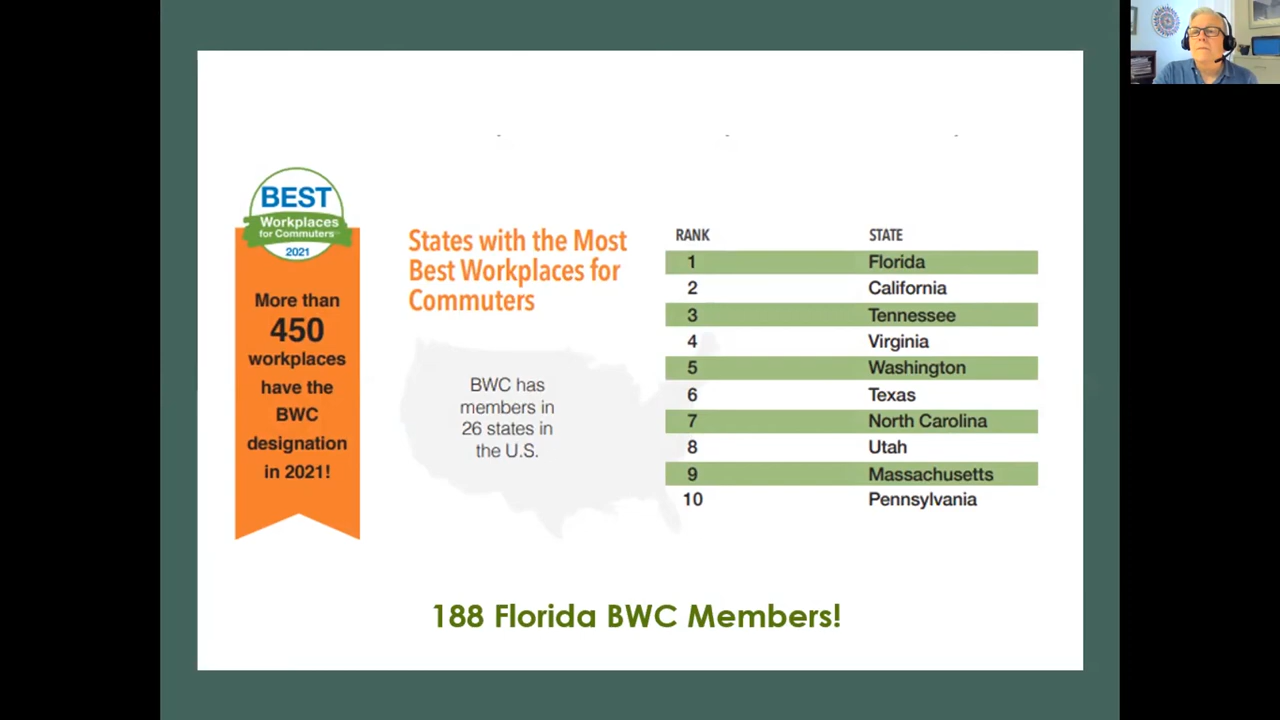 BEST
Workplaces
for Commuters
2021
More than
450
workplaces
have the
BWC
designation
in 2021!
States with the Most
Best Workplaces for
Commuters
BWC has
members in
26 states in
the U.S.
RANK STATE
1 Florida
2 California
3 Tennessee
4 Virginia
5 Washington
6 Texas
7 North Carolina
8 Utah
9 Massachusetts
10 Pennsylvania
188 Florida BWC Members!